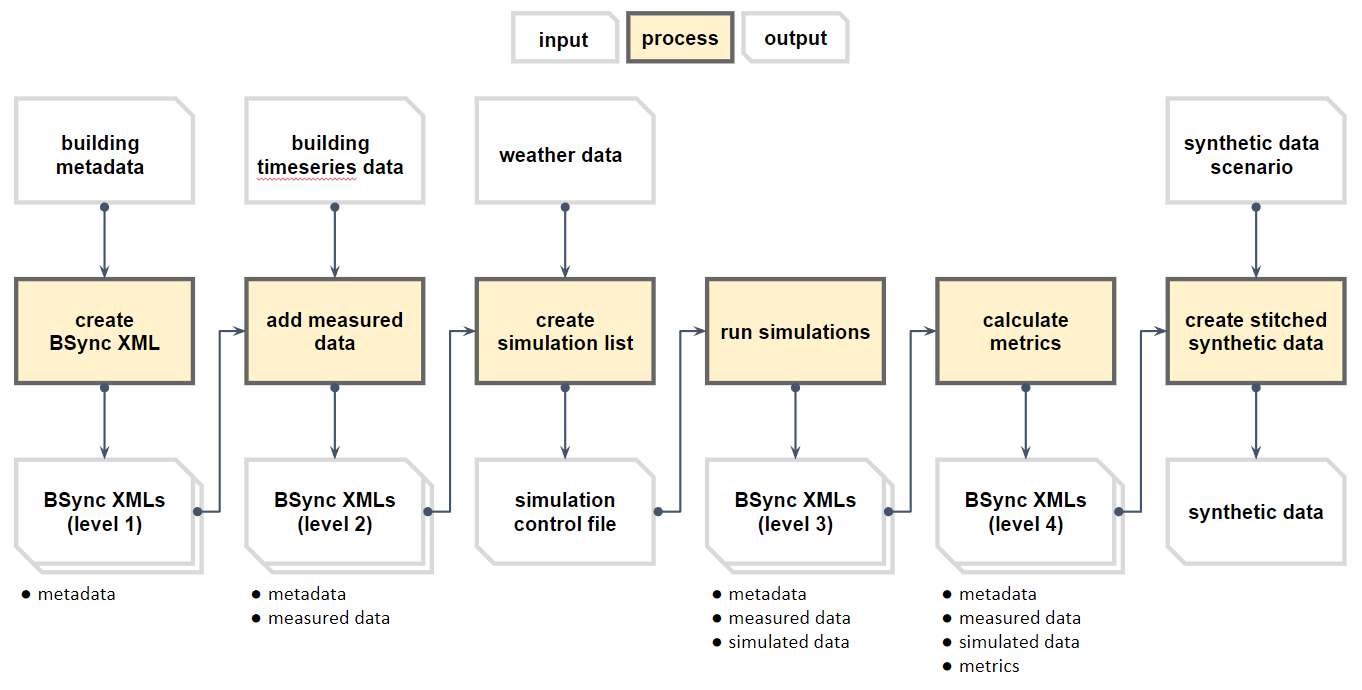 input
process
output
building
metadata
building
timeseries data
weather data
synthetic data
scenario
create
BSync XML
add measured
data
create
simulation list
run simulations
calculate
metrics
create stitched
synthetic data
BSync XMLs
(level 1)
BSync XMLs
(level 2)
simulation
control file
BSync XMLs
(level 3)
BSync XMLs
(level 4)
synthetic data
● metadata
● metadata
● measured data
● metadata
● measured data
● simulated data
● metadata
● measured data
● simulated data
● metrics